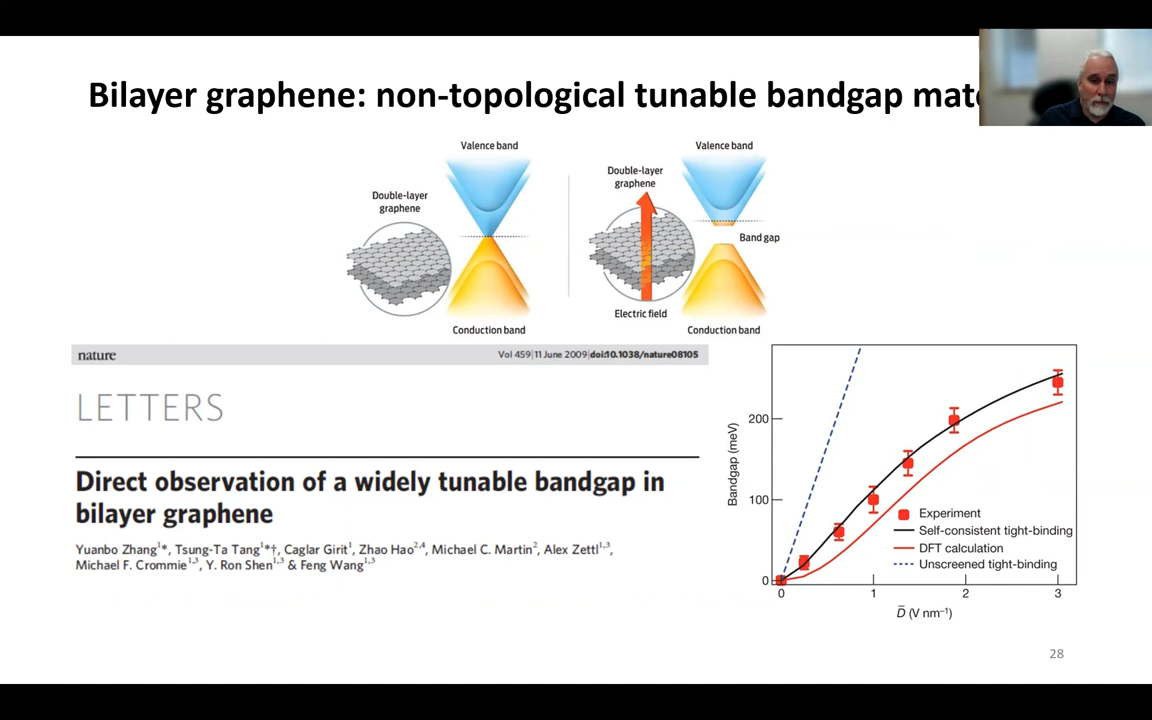 Bilayer graphene: non-topological tunable bandgap
Valence band
Double-layer
graphene
Conduction band
Valence band
Double-layer
graphene
Band gap
Electric field
Conduction band
nature
Vol 459|11 June 2009|doi:10.1038/nature08105
LETTERS
Direct observation of a widely tunable bandgap in
bilayer graphene
Yuanbo Zhang1*, Tsung-Ta Tang1*†, Caglar Girit1, Zhao Hao2,4, Michael C. Martin2, Alex Zettl1,3,
Michael F. Crommie1,3, Y. Ron Shen1,3 & Feng Wang1,3
Bandgap (meV)
200
100
0
Experiment
Self-consistent tight-binding
DFT calculation
Unscreened tight-binding
0 1 2 3
D̄ (V nm⁻¹)
28